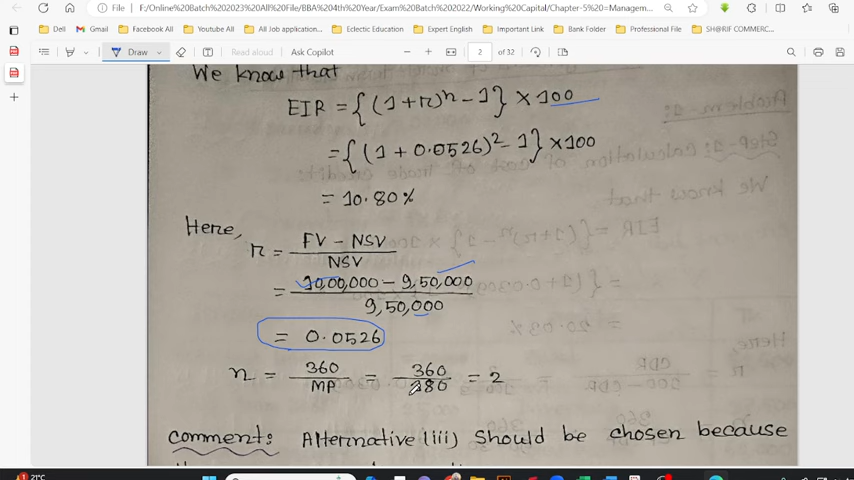 File
F:/Online Batch%202023%20All File/BBA%204th%20Year/Exam%20Batch%202022/Working%20Capital/Chapter-5%20=%20Managem...
Dell
Gmail
Facebook All
YouTube
All Job application...
Eclectic Education
Expert English
Important Link
Bank Folder
Professional File
SH@RIF COMMERC...
Draw
Read aloud
Ask Copilot
2
of 32
We know that
EIR = {(1+r)^n - 1} × 100
= {(1 + 0.0526)^2 - 1} × 100
= 10.80%
Here,
r = FV - NSV / NSV
= 10,00,000 - 9,50,000 / 9,50,000
= 0.0526
n = 360 / MP = 360 / 180 = 2
Comment: Alternative (iii) should be chosen because
21°C